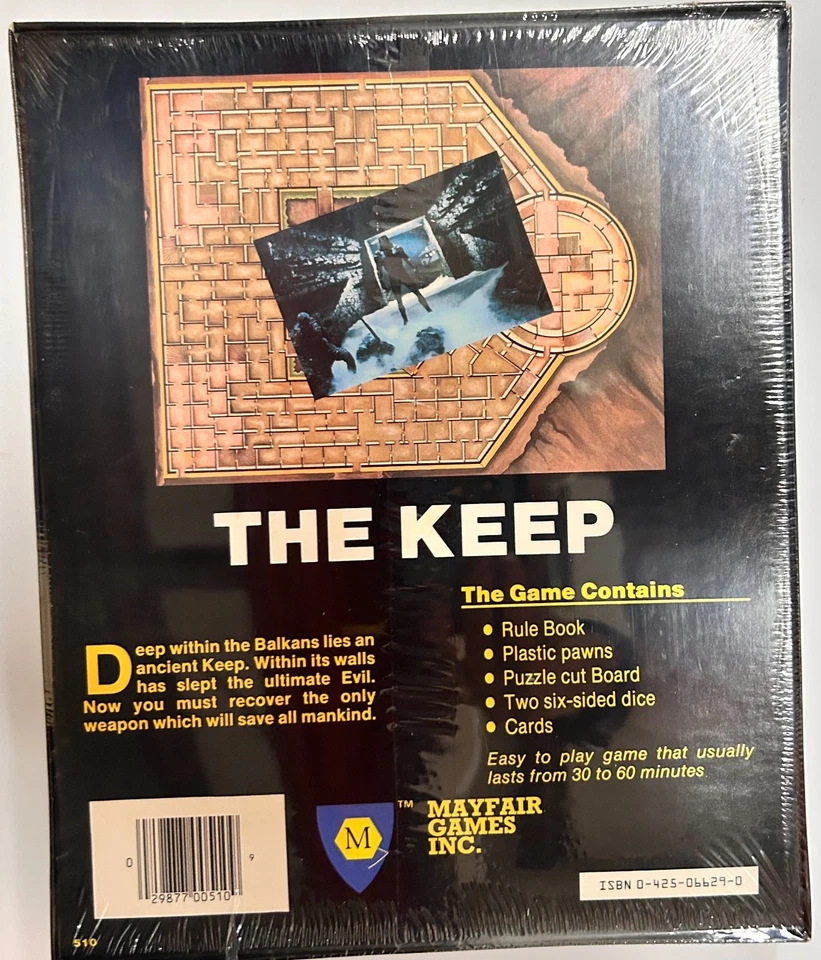 THE KEEP
The Game Contains
• Rule Book
• Plastic pawns
• Puzzle cut Board
• Two six-sided dice
• Cards
Easy to play game that usually
lasts from 30 to 60 minutes
Deep within the Balkans lies an
ancient Keep. Within its walls
has slept the ultimate Evil.
Now you must recover the only
weapon which will save all mankind.
0 29877 00510 9
M
TM
MAYFAIR
GAMES
INC.
ISBN 0-425-06629-0
510